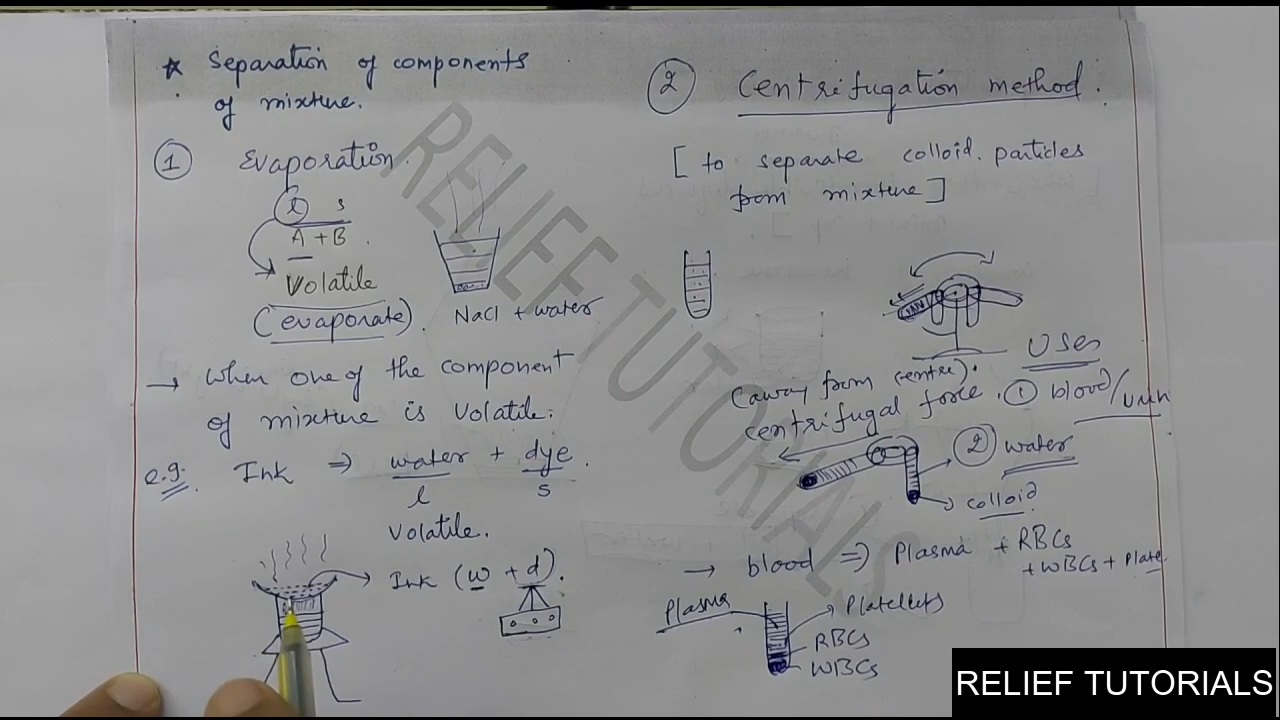 * Separation of components
of mixture.
① Evaporation.
l s
A + B.
Volatile
(evaporate).
NaCl + water
→ When one of the component
of mixture is Volatile.
e.g. Ink ⇒ water + dye.
l s
Volatile.
Ink (w + d).
② Centrifugation method.
[ to separate colloid particles
from mixture ]
Uses
(away from centre).
centrifugal force.
① blood/urin
② water
colloid
→ blood ⇒ Plasma + RBCs
+ WBCs + Plate
Plasma
Platellets
RBCs
WBCs
RELIEF TUTORIALS
RELIEF TUTORIALS